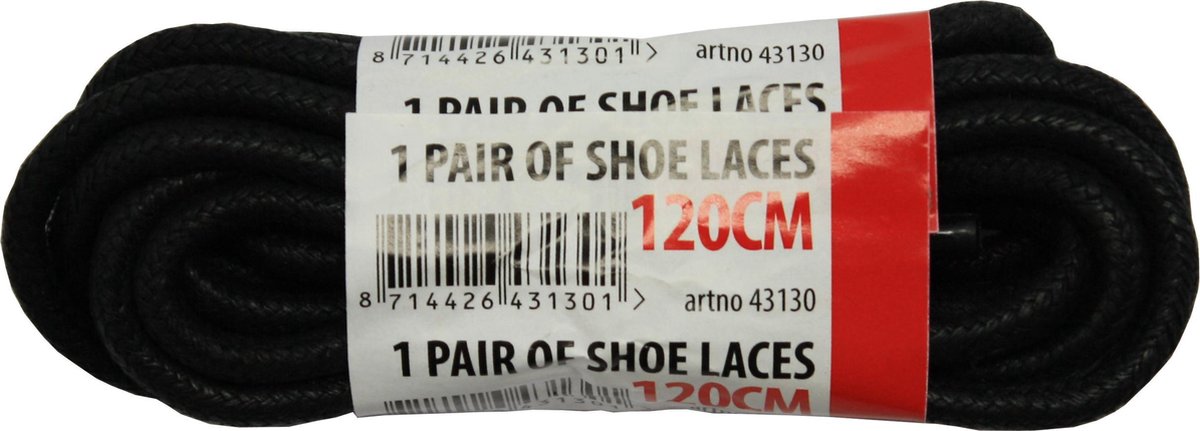 8 714426 431301 >
artno 43130
1 PAIR OF SHOE LACES
1 PAIR OF SHOE LACES
120CM
8 714426 431301 >
artno 43130
1 PAIR OF SHOE LACES
120CM
431301